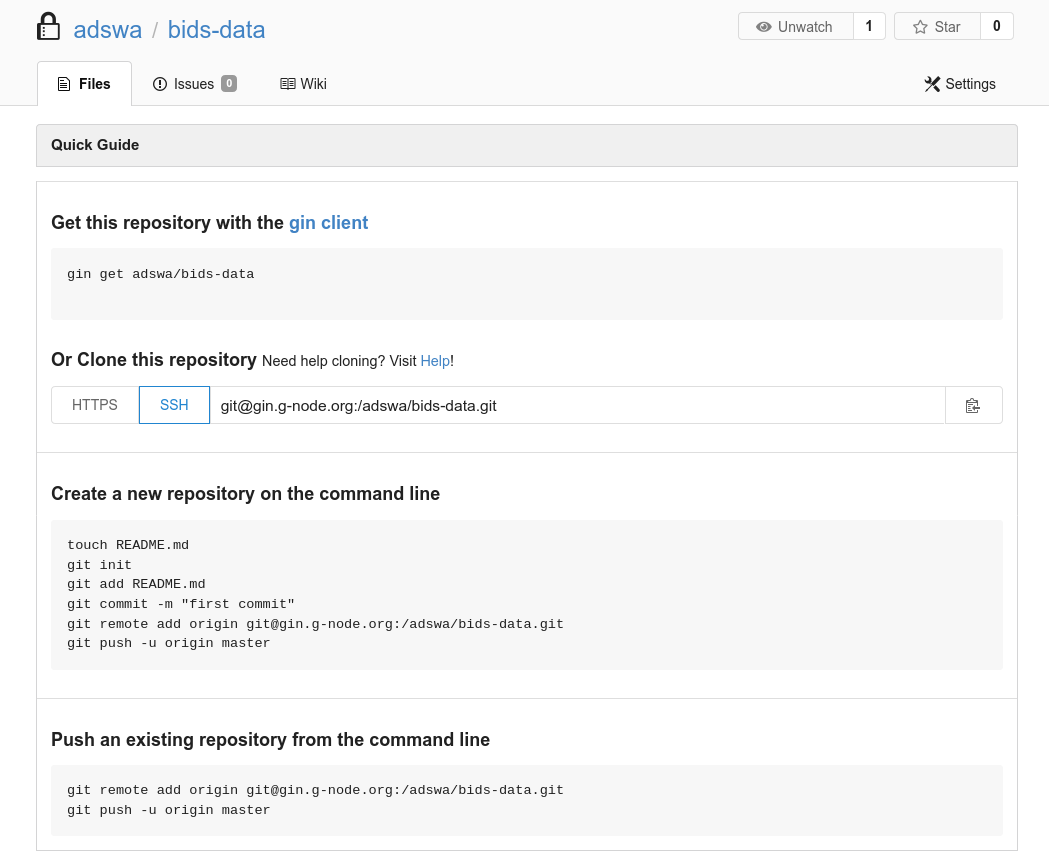 adswa / bids-data
Unwatch 1 Star 0
Files Issues 0 Wiki Settings
Quick Guide
Get this repository with the gin client
gin get adswa/bids-data
Or Clone this repository Need help cloning? Visit Help!
HTTPS SSH git@gin.g-node.org:/adswa/bids-data.git
Create a new repository on the command line
touch README.md
git init
git add README.md
git commit -m "first commit"
git remote add origin git@gin.g-node.org:/adswa/bids-data.git
git push -u origin master
Push an existing repository from the command line
git remote add origin git@gin.g-node.org:/adswa/bids-data.git
git push -u origin master